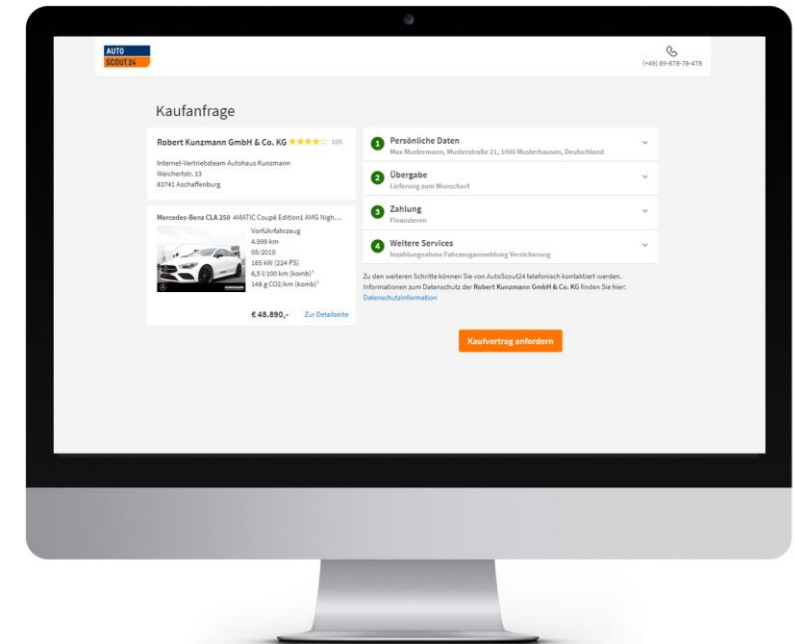 AUTO
SCOUT24
(+49) 89-678-78-478
Kaufanfrage
Robert Kunzmann GmbH & Co. KG 105
Internet-Vertriebsteam Autohaus Kunzmann
Weichertstr. 13
63741 Aschaffenburg
Mercedes-Benz CLA 250 4MATIC Coupé Edition1 AMG Nigh...
Vorführfahrzeug
4.999 km
05/2019
165 kW (224 PS)
6,5 l/100 km (komb)²
148 g CO2/km (komb)²
€ 48.890,- Zur Detailseite
1 Persönliche Daten
Max Mustermann, Musterstraße 21, 1000 Musterhausen, Deutschland
2 Übergabe
Lieferung zum Wunschort
3 Zahlung
Finanzieren
4 Weitere Services
Inzahlungnahme Fahrzeuganmeldung Versicherung
Zu den weiteren Schritte können Sie von AutoScout24 telefonisch kontaktiert werden.
Informationen zum Datenschutz der Robert Kunzmann GmbH & Co. KG finden Sie hier:
Datenschutzinformation
Kaufvertrag anfordern